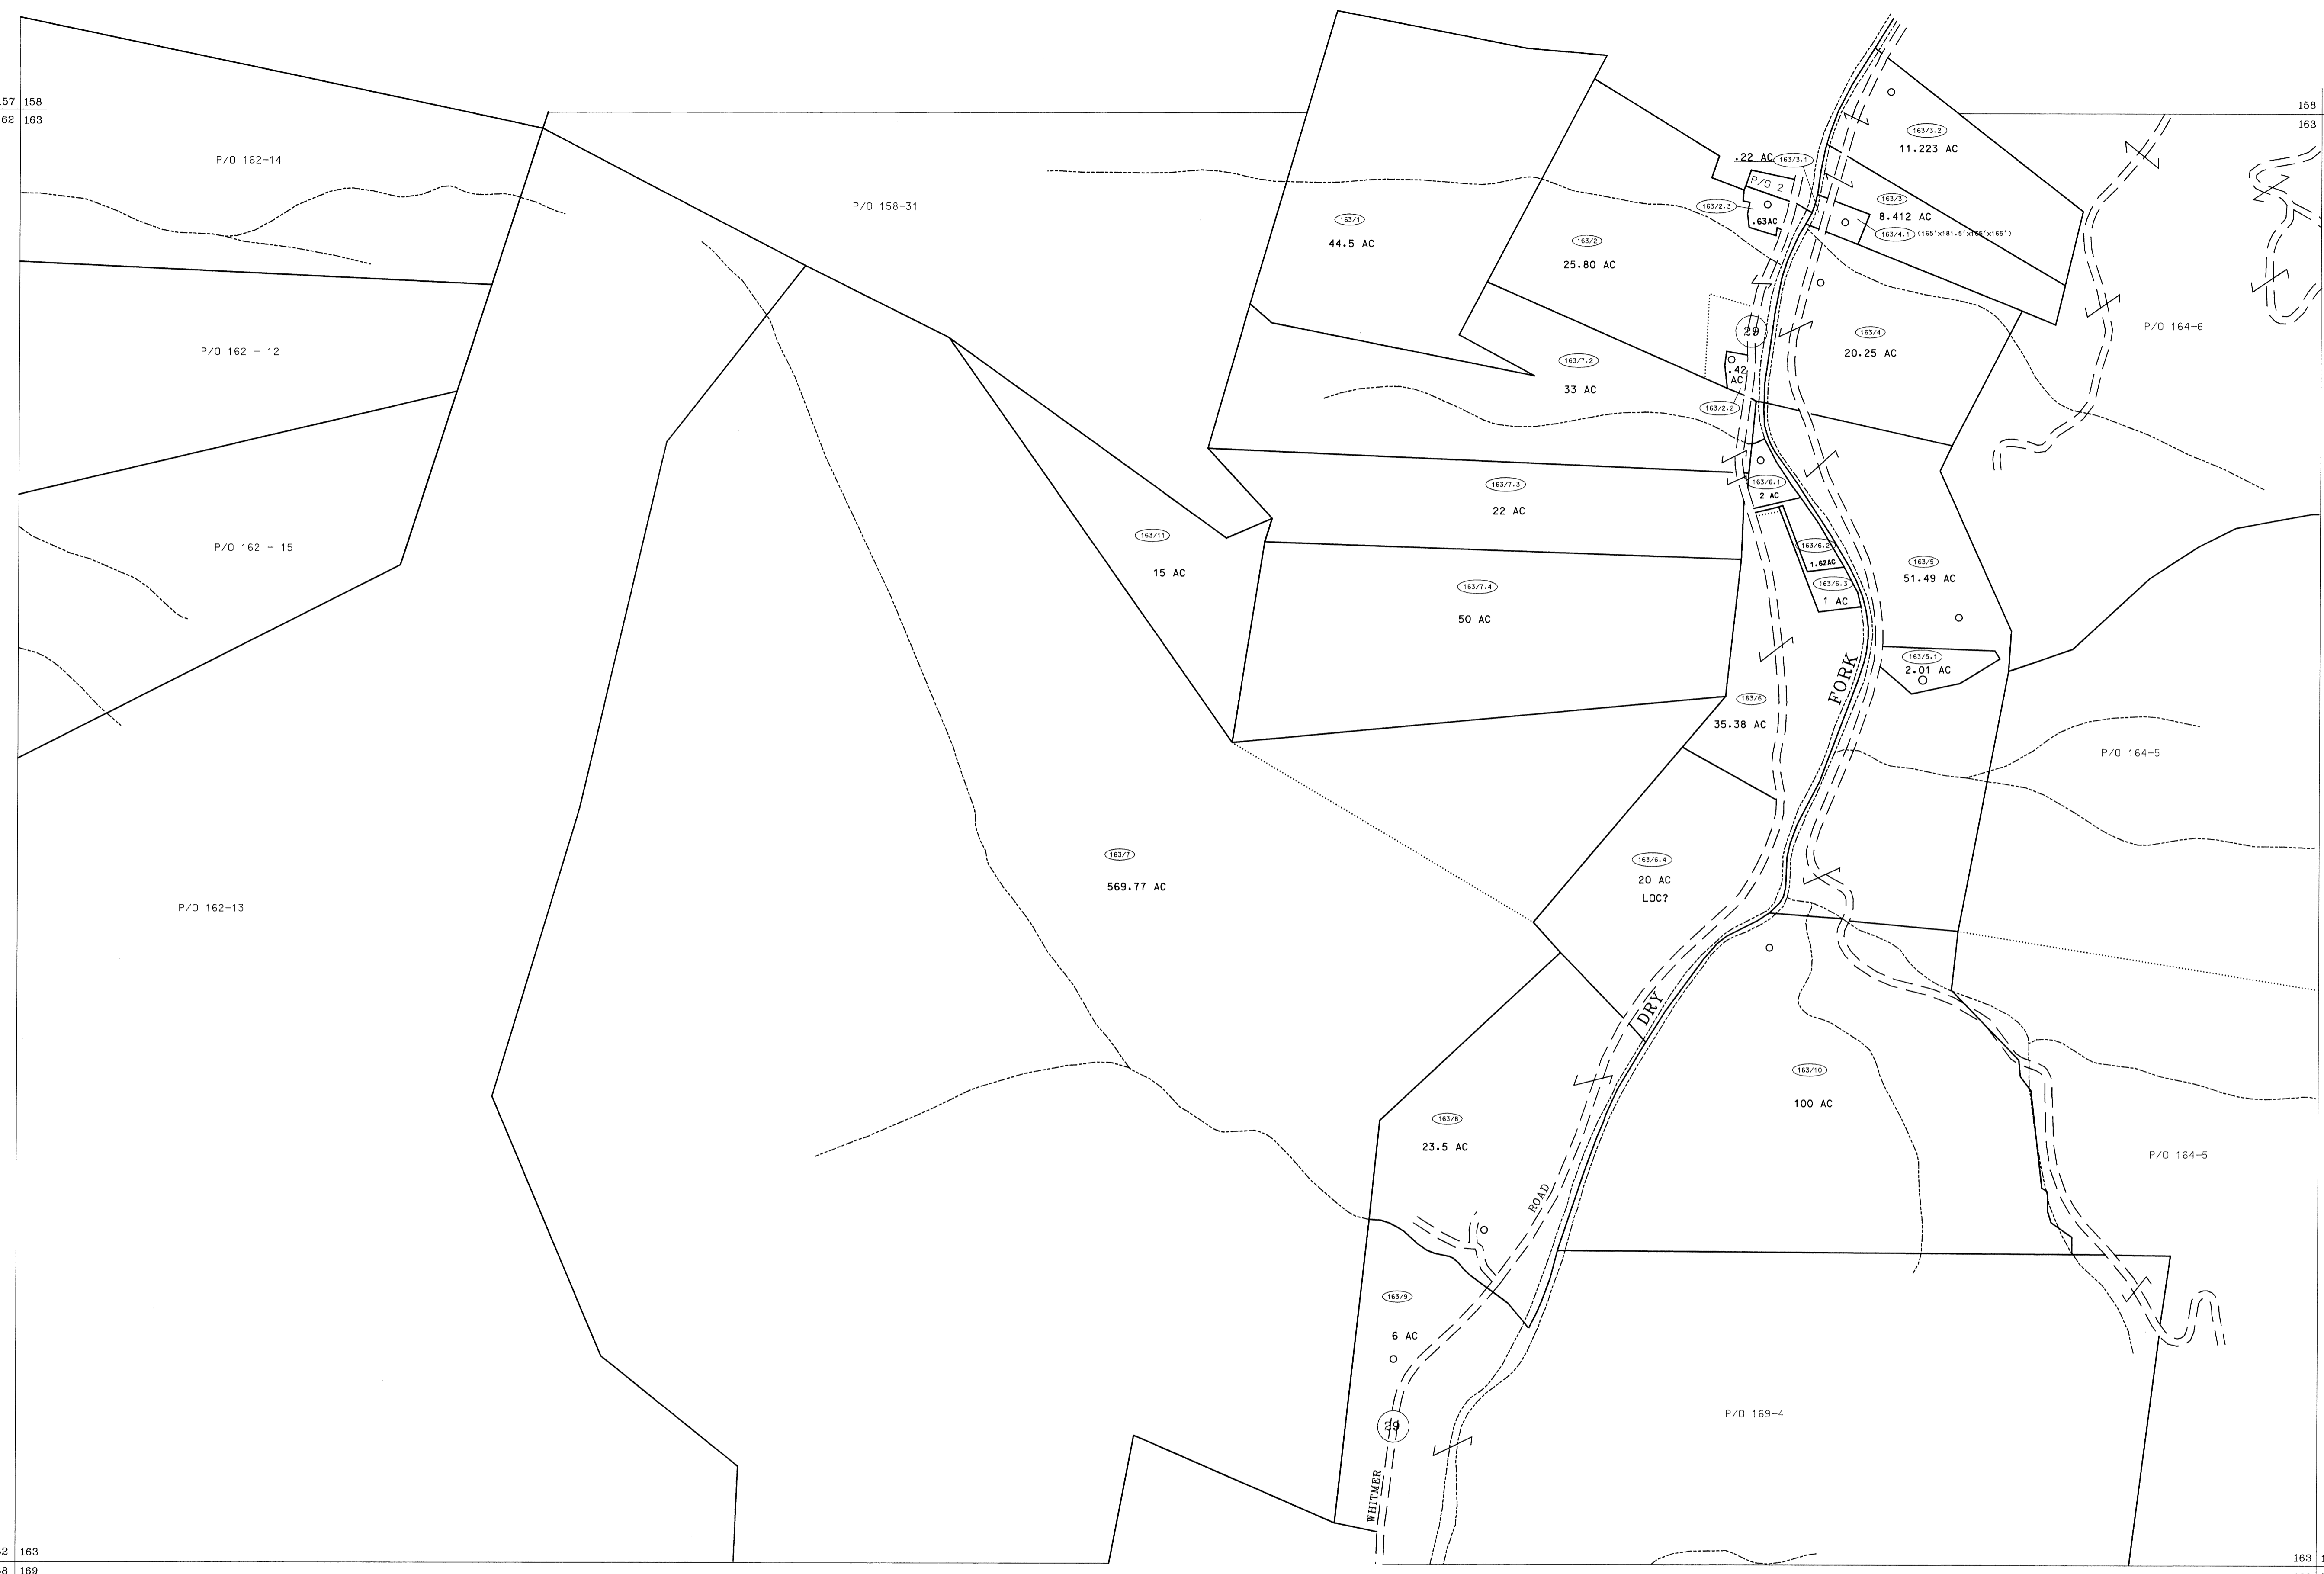 57 158
158
62 163
163
163/3.2
11.223 AC
P/O 162-14
.22 AC
163/3.1
P/O 2
163/3
8.412 AC
P/O 158-31
163/2.3
.63AC
163/4.1 (165'x181.5'x165'x165')
163/1
44.5 AC
163/2
25.80 AC
29
163/4
20.25 AC
P/O 164-6
P/O 162 - 12
163/7.2
33 AC
.42
AC
163/2.2
163/7.3
22 AC
163/6.1
2 AC
P/O 162 - 15
163/11
15 AC
163/6.2
1.62AC
163/5
51.49 AC
163/7.4
50 AC
163/6.3
1 AC
163/5.1
2.01 AC
FORK
163/6
35.38 AC
P/O 164-5
163/7
569.77 AC
163/6.4
20 AC
LOC?
P/O 162-13
DRY
163/10
100 AC
163/8
23.5 AC
P/O 164-5
ROAD
163/9
6 AC
P/O 169-4
29
WHITMER
62 163
163
68 169